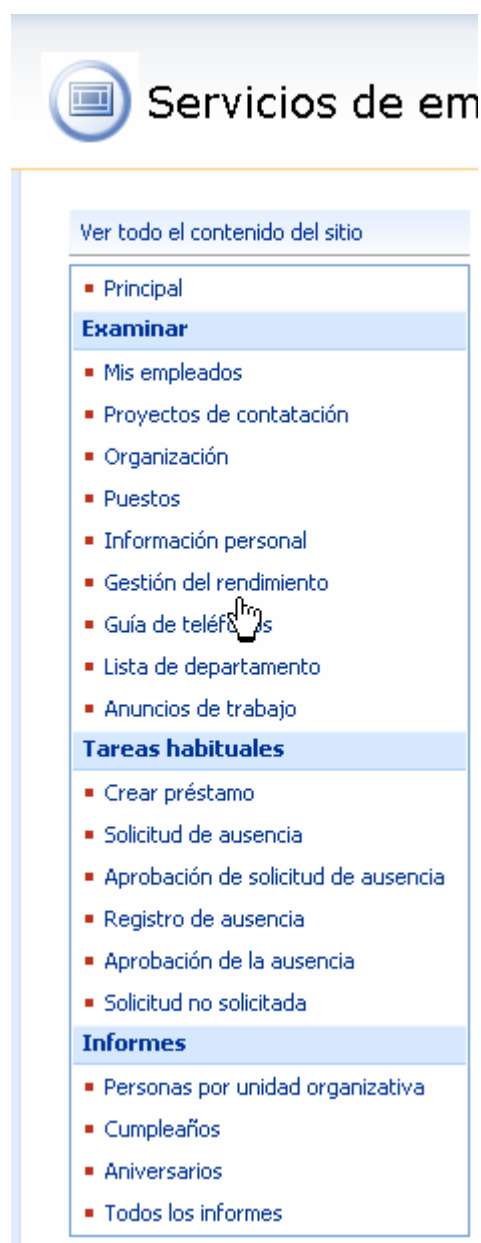 Servicios de em
Ver todo el contenido del sitio
Principal
Examinar
Mis empleados
Proyectos de contatación
Organización
Puestos
Información personal
Gestión del rendimiento
Guía de teléfonos
Lista de departamento
Anuncios de trabajo
Tareas habituales
Crear préstamo
Solicitud de ausencia
Aprobación de solicitud de ausencia
Registro de ausencia
Aprobación de la ausencia
Solicitud no solicitada
Informes
Personas por unidad organizativa
Cumpleaños
Aniversarios
Todos los informes